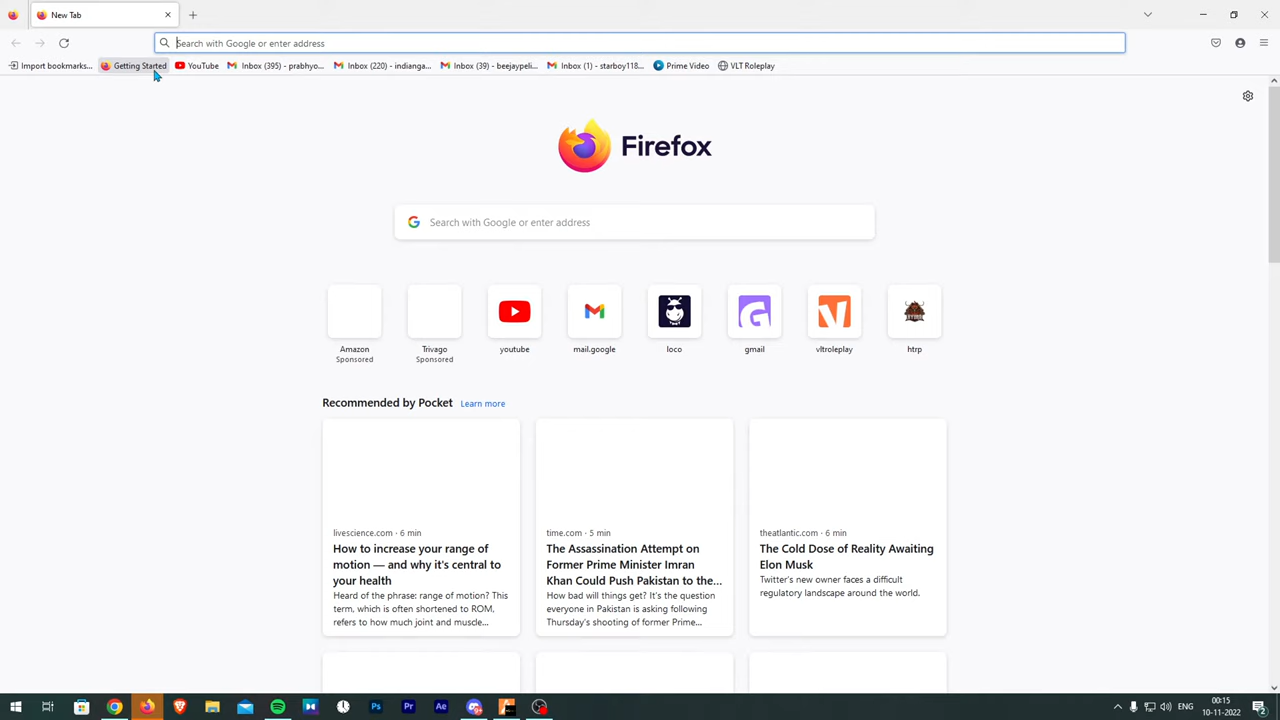 New Tab
Search with Google or enter address
Import bookmarks...
Getting Started
YouTube
Inbox (395) - prabhyo...
Inbox (220) - indianga...
Inbox (39) - beejaypeli...
Inbox (1) - starboy118...
Prime Video
VLT Roleplay
Firefox
Search with Google or enter address
Amazon
Sponsored
Trivago
Sponsored
youtube
mail.google
loco
gmail
vltroleplay
htrp
Recommended by Pocket Learn more
livescience.com · 6 min
How to increase your range of
motion — and why it's central to
your health
Heard of the phrase: range of motion? This
term, which is often shortened to ROM,
refers to how much joint and muscle...
time.com · 5 min
The Assassination Attempt on
Former Prime Minister Imran
Khan Could Push Pakistan to the...
How bad will things get? It's the question
everyone in Pakistan is asking following
Thursday's shooting of former Prime...
theatlantic.com · 6 min
The Cold Dose of Reality Awaiting
Elon Musk
Twitter's new owner faces a difficult
regulatory landscape around the world.
Ps
Pr
Ae
ENG
00:15
10-11-2022
2